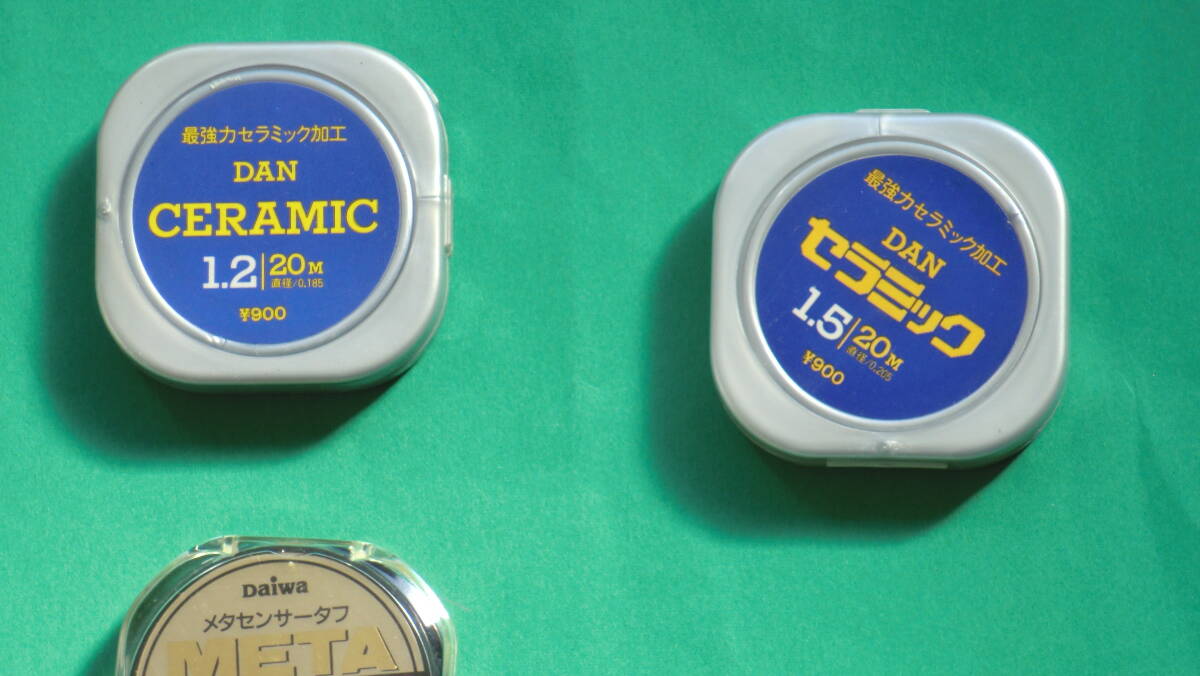 最強力セラミック加工
DAN
CERAMIC
1.2 20M
直径/0.185
¥900
最強力セラミック加工
DAN
セラミック
1.5 20M
直径/0.205
¥900
Daiwa
メタセンサータフ
META